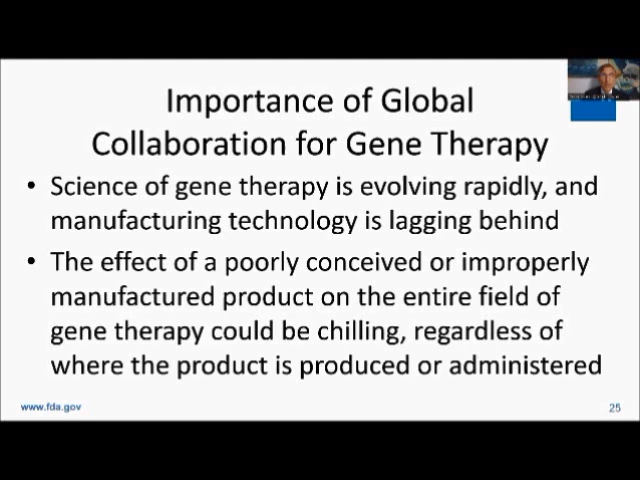 Importance of Global
Collaboration for Gene Therapy
• Science of gene therapy is evolving rapidly, and
manufacturing technology is lagging behind
• The effect of a poorly conceived or improperly
manufactured product on the entire field of
gene therapy could be chilling, regardless of
where the product is produced or administered
www.fda.gov
25